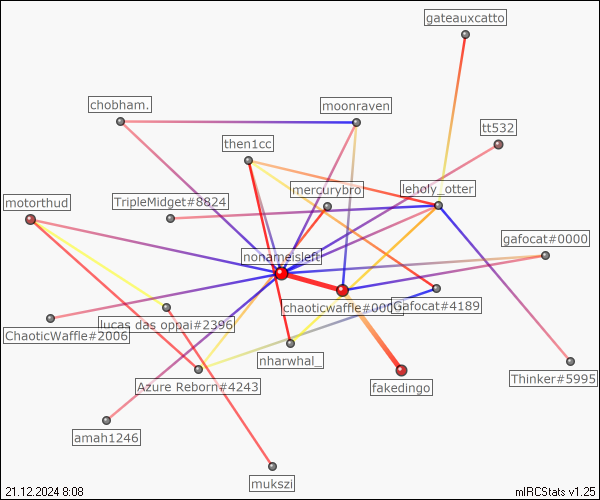 gateauxcatto
chobham.
moonraven
tt532
then1cc
mercurybro
leholy_otter
motorthud
TripleMidget#8824
gafocat#0000
nonameisleft
chaoticwaffle#000
Gafocat#4189
ChaoticWaffle#2006
lucas das oppai#2396
nharwhal_
Azure Reborn#4243
fakedingo
Thinker#5995
amah1246
mukszi
21.12.2024 8:08
mIRCStats v1.25